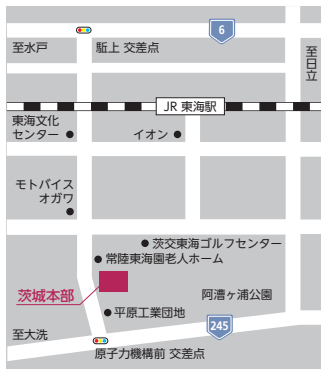 6
至水戸
駈上 交差点
至日立
JR 東海駅
東海文化
センター
イオン
モトバイス
オガワ
茨交東海ゴルフセンター
常陸東海園老人ホーム
茨城本部
阿漕ヶ浦公園
平原工業団地
245
至大洗
原子力機構前 交差点